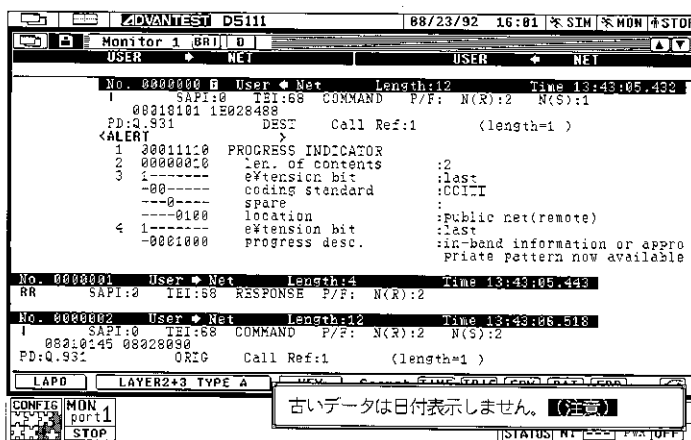 ADVANTEST D5111 08/23/92 16:01 SIM MON STOP
Monitor 1 BRI D
USER NET USER NET
No. 0000000 User Net Length:12 Time 13:43:05.432
I SAPI:0 TEI:68 COMMAND P/F: N(R):2 N(S):1
08018101 1E028488
PD:Q.931 DEST Call Ref:1 (length=1 )
<ALERT >
1 00011110 PROGRESS INDICATOR
2 00000010 len. of contents :2
3 1------- e¥tension bit :last
-00----- coding standard :CCITT
---0---- spare :
----0100 location :public net(remote)
4 1------- e¥tension bit :last
-0001000 progress desc. :in-band information or appro
priate pattern now available
No. 0000001 User Net Length:4 Time 13:43:05.443
RR SAPI:0 TEI:68 RESPONSE P/F: N(R):2
No. 0000002 User Net Length:12 Time 13:43:06.518
I SAPI:0 TEI:68 COMMAND P/F: N(R):2 N(S):2
08010145 08028090
PD:Q.931 ORIG Call Ref:1 (length=1 )
LAPD LAYER2+3 TYPE A
古いデータは日付表示しません。(注意)
CONFIG MON
port1
STOP
STATUS NT --- PWR OFF